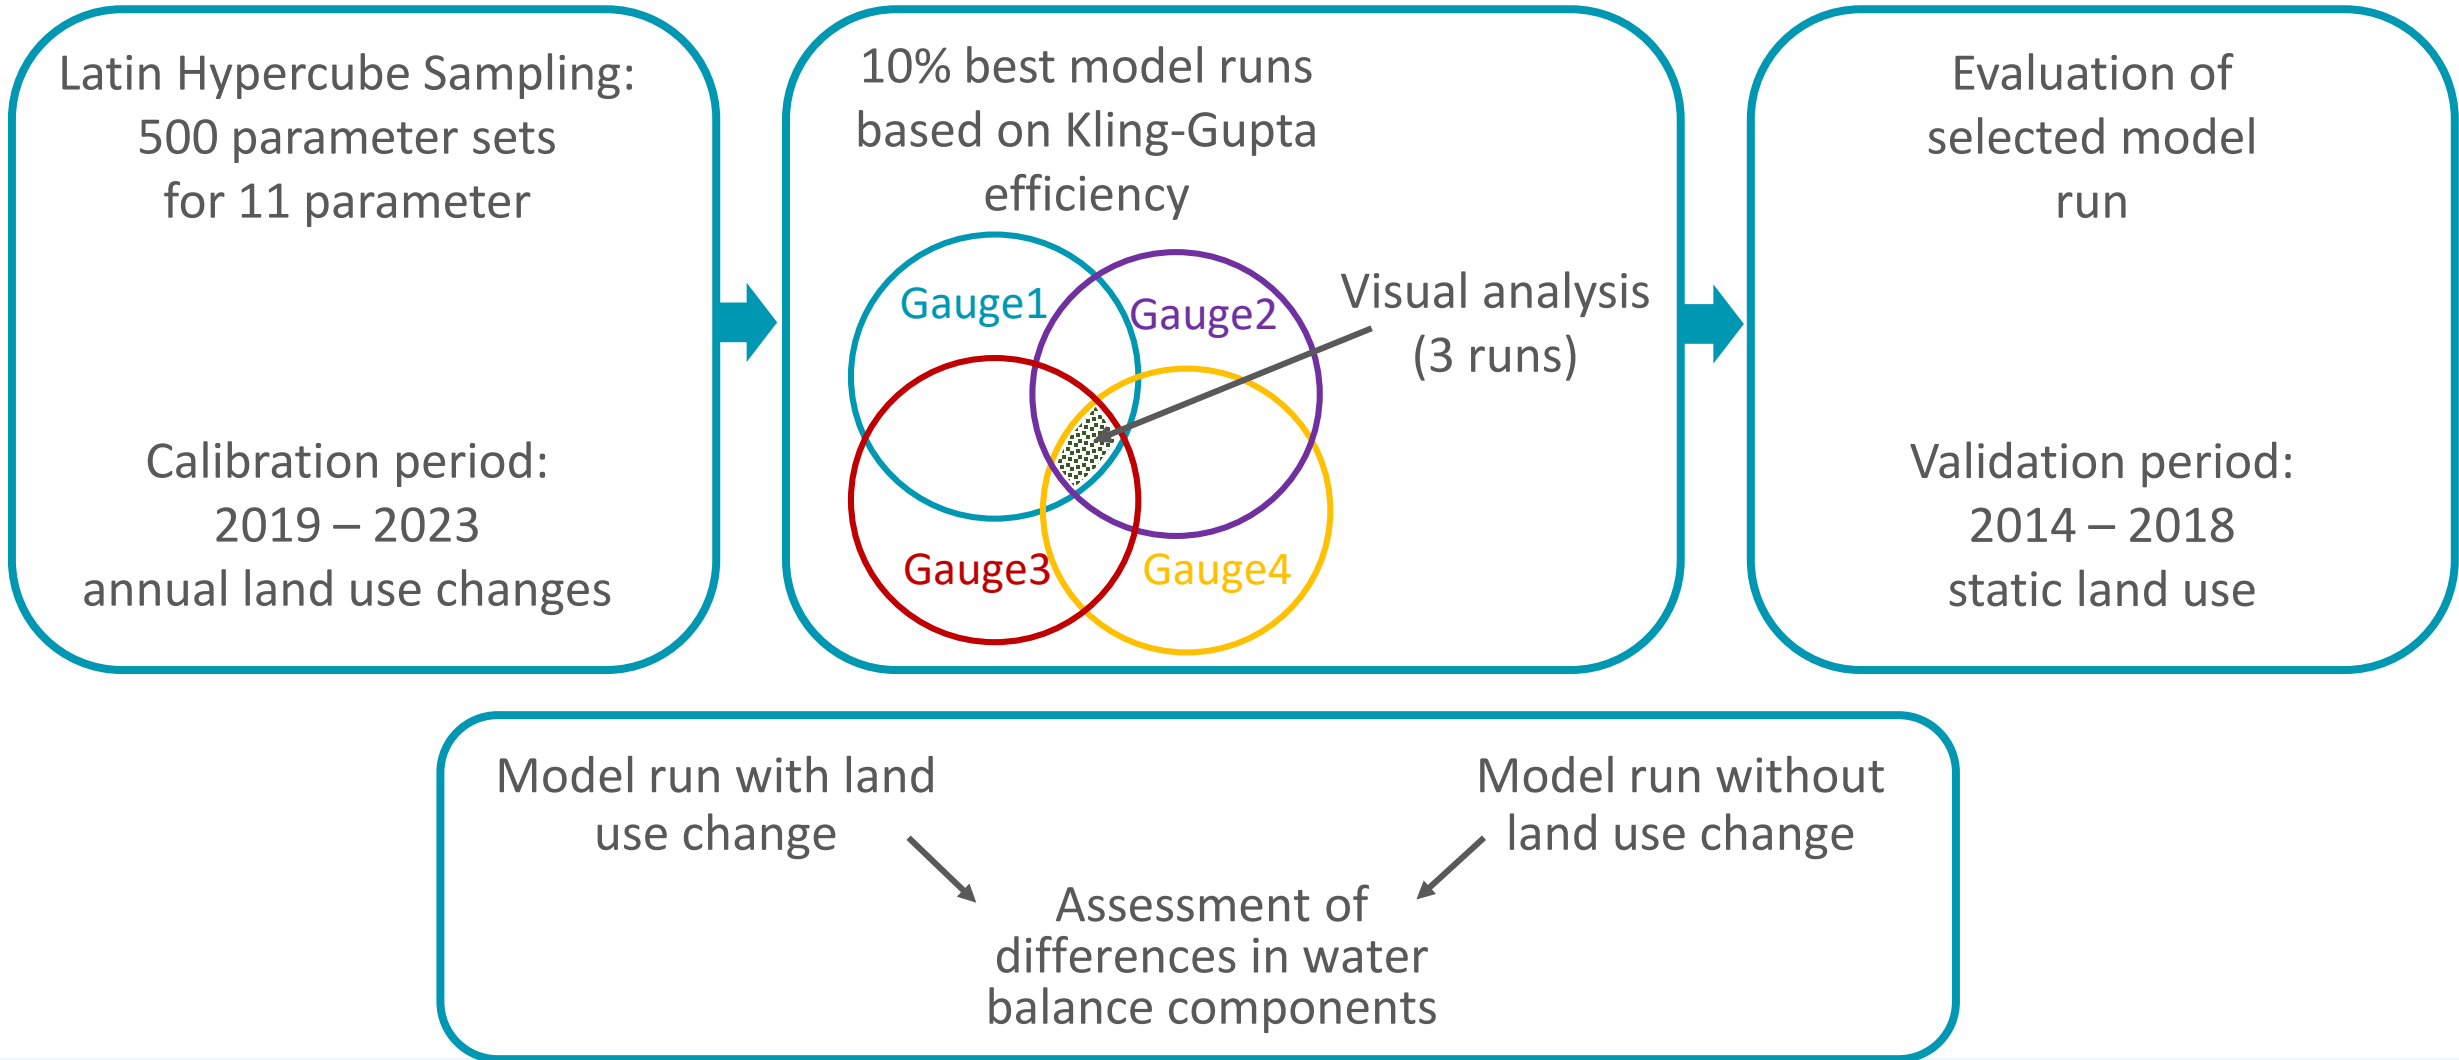 Latin Hypercube Sampling:
500 parameter sets
for 11 parameter
Calibration period:
2019 – 2023
annual land use changes
10% best model runs
based on Kling-Gupta
efficiency
Gauge1
Gauge2
Gauge3
Gauge4
Visual analysis
(3 runs)
Evaluation of
selected model
run
Validation period:
2014 – 2018
static land use
Model run with land
use change
Model run without
land use change
Assessment of
differences in water
balance components